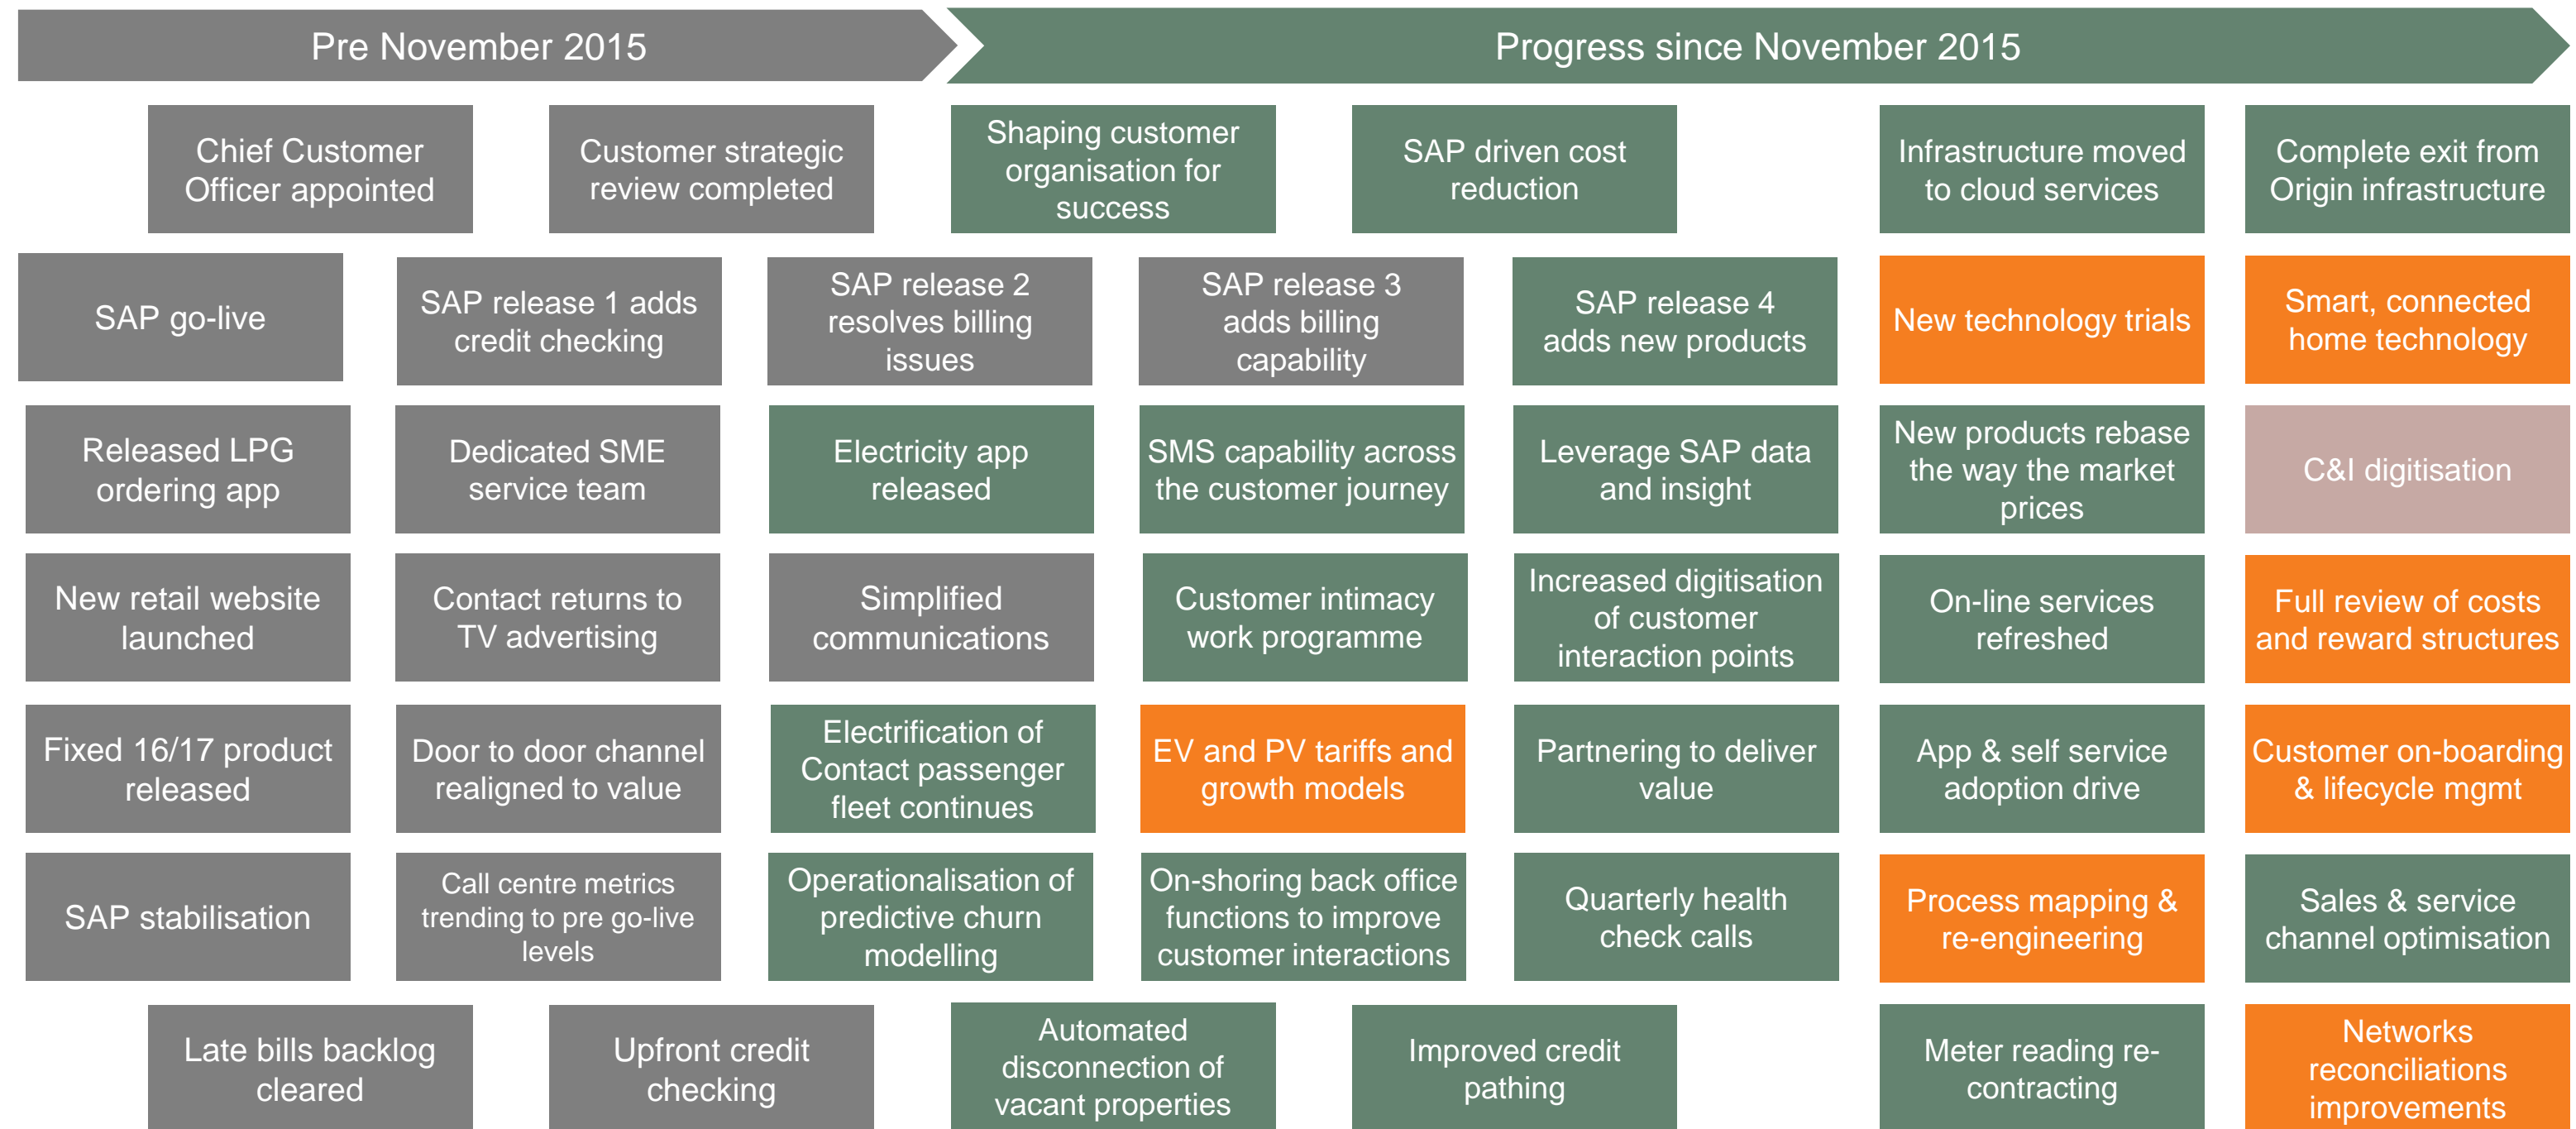 Pre November 2015
Progress since November 2015
Chief Customer
Officer appointed
Customer strategic
review completed
Shaping customer
organisation for
success
SAP driven cost
reduction
Infrastructure moved
to cloud services
Complete exit from
Origin infrastructure
SAP go-live
SAP release 1 adds
credit checking
SAP release 2
resolves billing
issues
SAP release 3
adds billing
capability
SAP release 4
adds new products
New technology trials
Smart, connected
home technology
Released LPG
ordering app
Dedicated SME
service team
Electricity app
released
SMS capability across
the customer journey
Leverage SAP data
and insight
New products rebase
the way the market
prices
C&I digitisation
New retail website
launched
Contact returns to
TV advertising
Simplified
communications
Customer intimacy
work programme
Increased digitisation
of customer
interaction points
On-line services
refreshed
Full review of costs
and reward structures
Fixed 16/17 product
released
Door to door channel
realigned to value
Electrification of
Contact passenger
fleet continues
EV and PV tariffs and
growth models
Partnering to deliver
value
App & self service
adoption drive
Customer on-boarding
& lifecycle mgmt
SAP stabilisation
Call centre metrics
trending to pre go-live
levels
Operationalisation of
predictive churn
modelling
On-shoring back office
functions to improve
customer interactions
Quarterly health
check calls
Process mapping &
re-engineering
Sales & service
channel optimisation
Late bills backlog
cleared
Upfront credit
checking
Automated
disconnection of
vacant properties
Improved credit
pathing
Meter reading re-
contracting
Networks
reconciliations
improvements